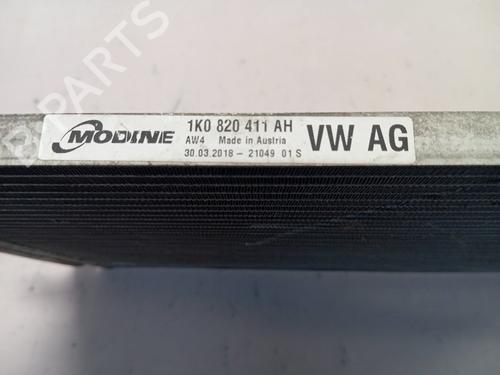 B-PARTS
MODINE
1K0 820 411 AH
AW4 Made in Austria
30.03.2018 - 21049 01 S
VW AG